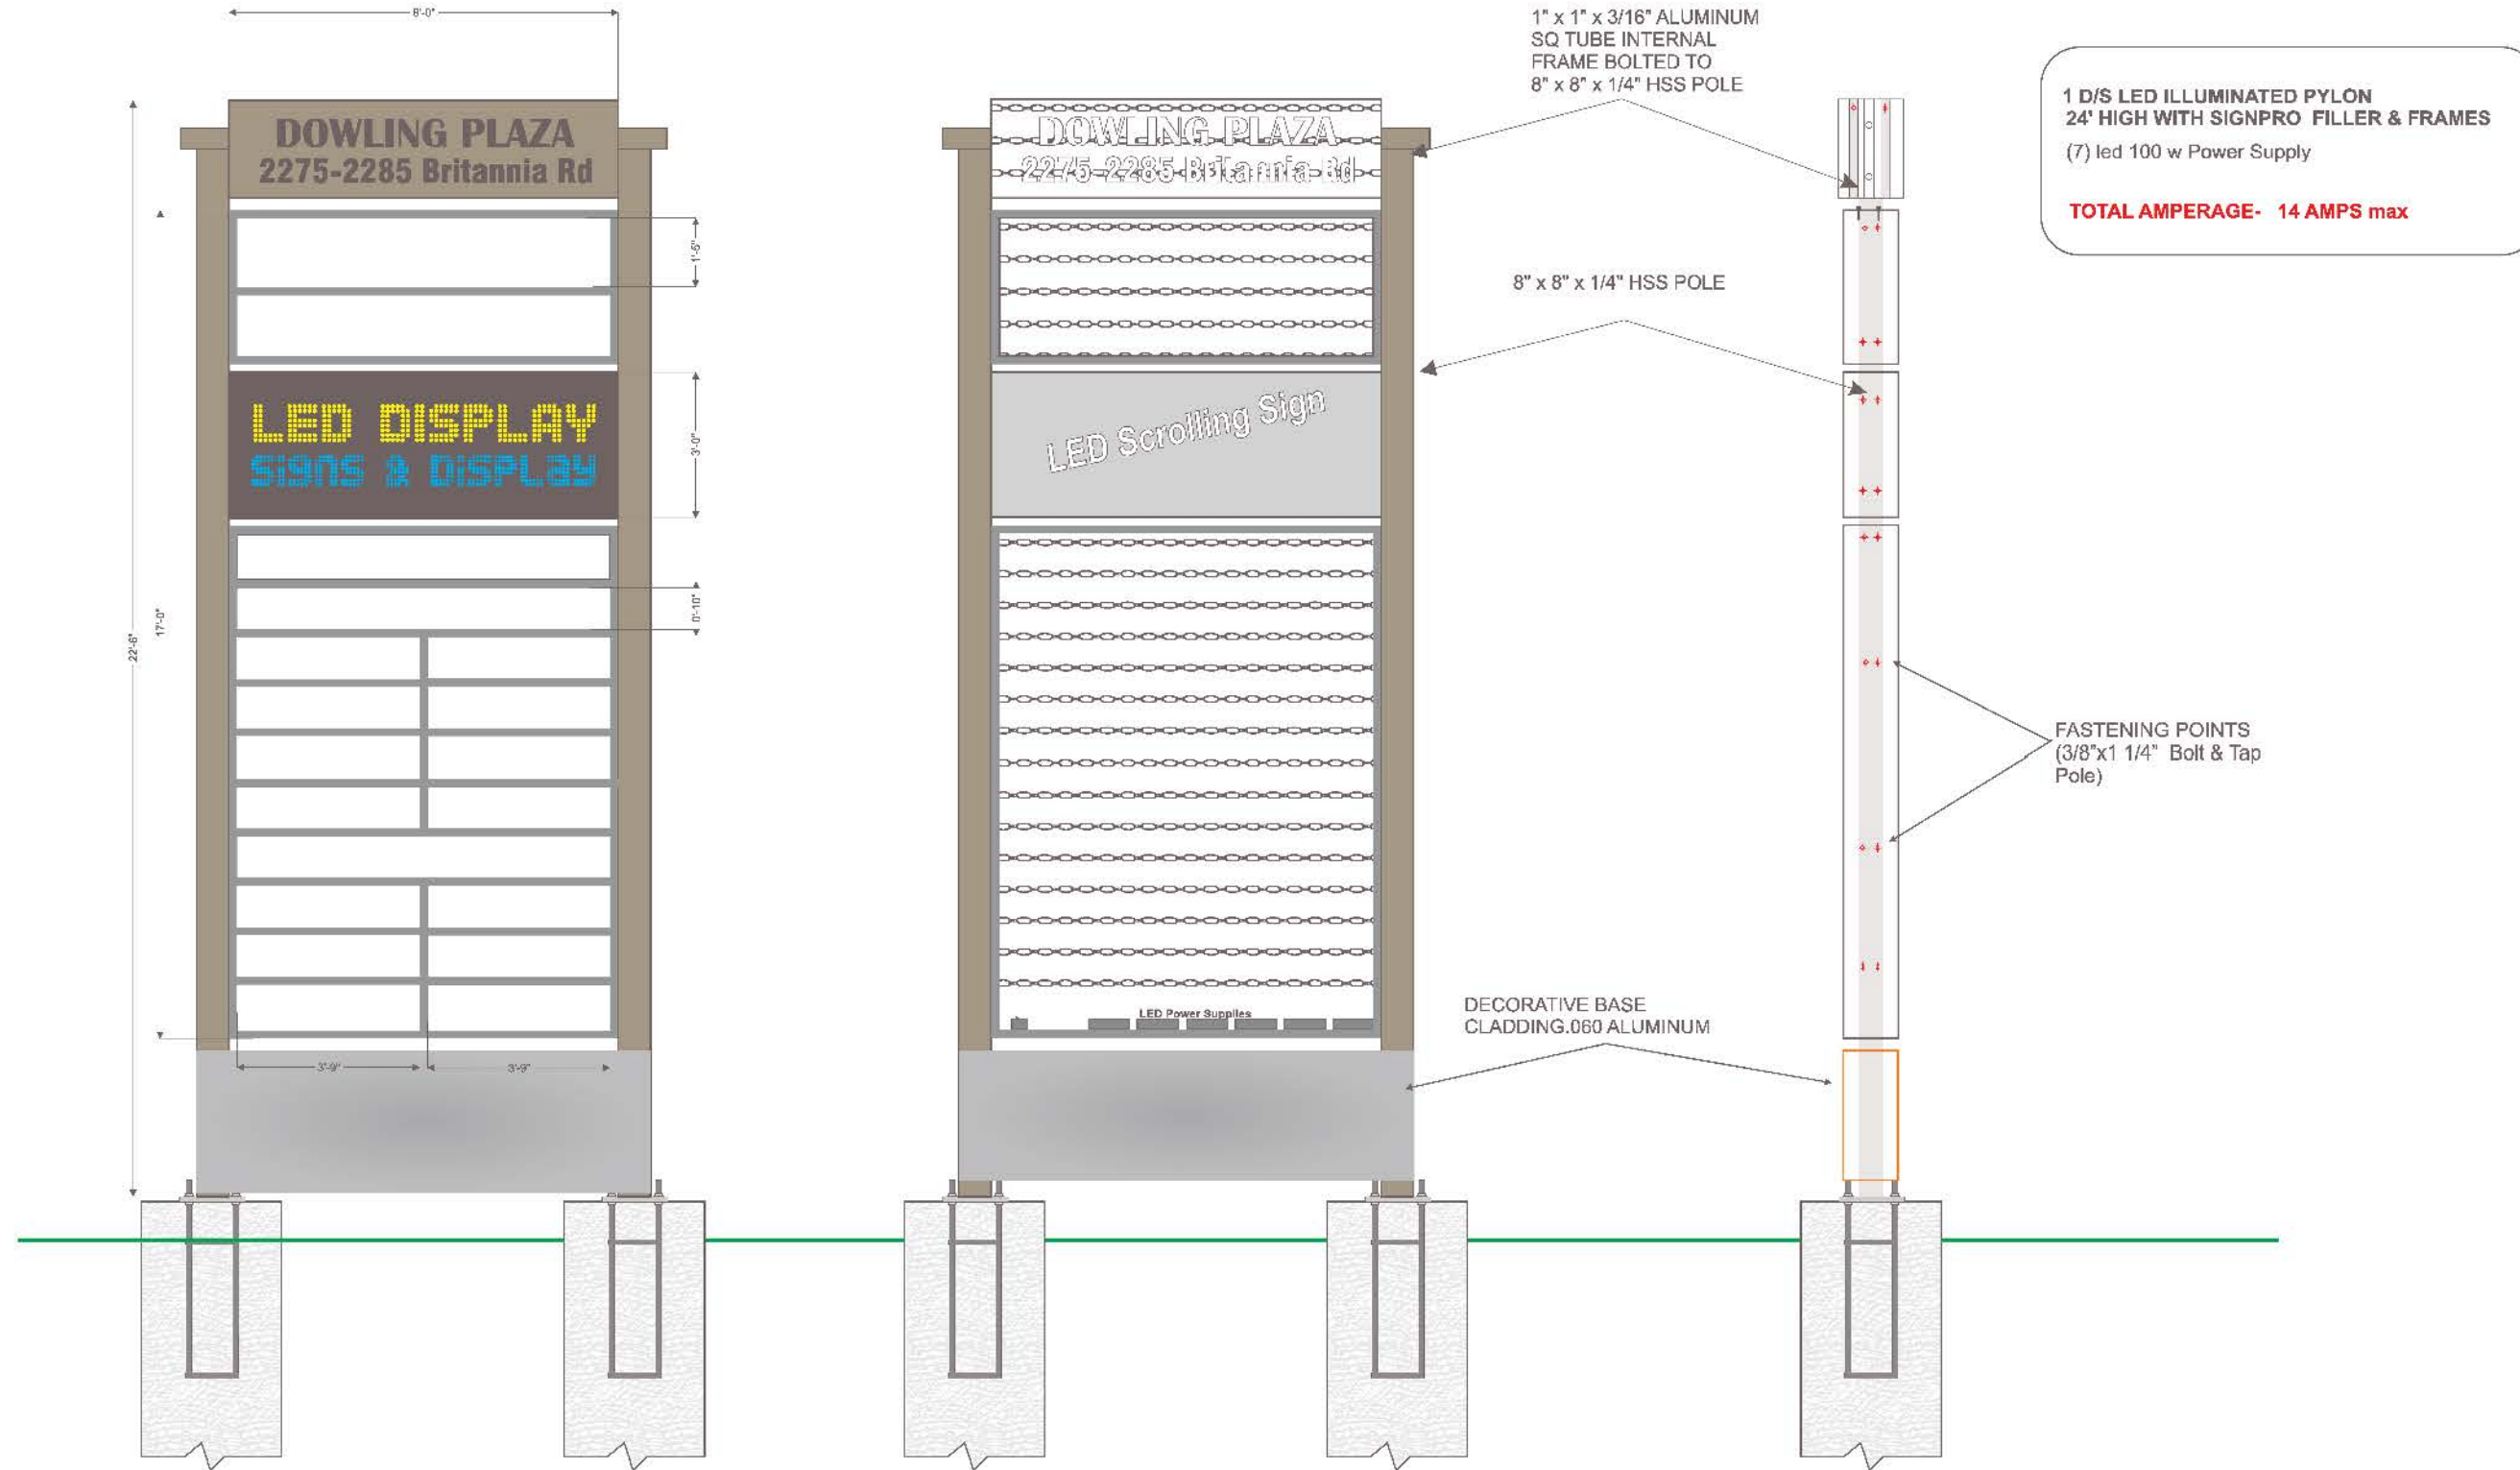 8'-0"
DOWLING PLAZA
2275-2285 Britannia Rd
1'-6"
LED DISPLAY
SiGnS & DiSPLaY
3'-0"
0'-10"
17'-0"
22'-6"
3'-9"
3'-9"
DOWLING PLAZA
2275-2285 Britannia Rd
LED Scrolling Sign
LED Power Supplies
1" x 1" x 3/16" ALUMINUM
SQ TUBE INTERNAL
FRAME BOLTED TO
8" x 8" x 1/4" HSS POLE
8" x 8" x 1/4" HSS POLE
DECORATIVE BASE
CLADDING.060 ALUMINUM
FASTENING POINTS
(3/8"x1 1/4" Bolt & Tap
Pole)
1 D/S LED ILLUMINATED PYLON
24' HIGH WITH SIGNPRO FILLER & FRAMES
(7) led 100 w Power Supply
TOTAL AMPERAGE- 14 AMPS max